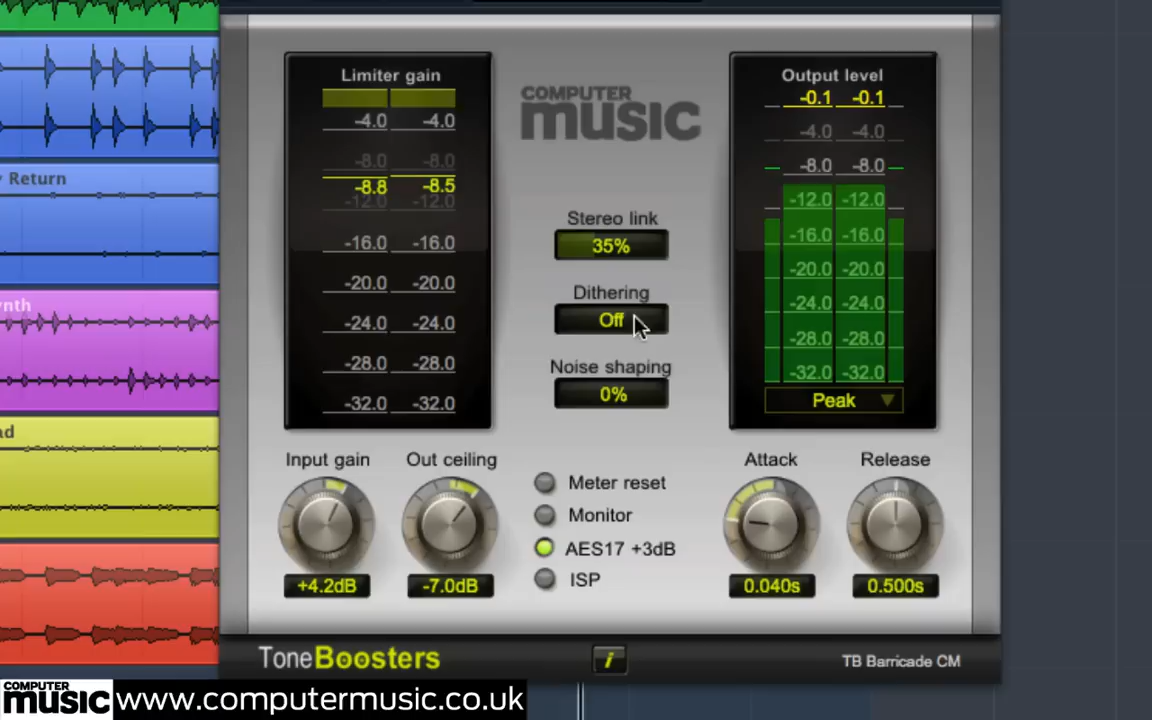 Return
nth
ad
Limiter gain
-4.0 -4.0
-8.0 -8.0
-8.8 -8.5
-12.0 -12.0
-16.0 -16.0
-20.0 -20.0
-24.0 -24.0
-28.0 -28.0
-32.0 -32.0
COMPUTER
music
Stereo link
35%
Dithering
Off
Noise shaping
0%
Output level
-0.1 -0.1
-4.0 -4.0
-8.0 -8.0
-12.0 -12.0
-16.0 -16.0
-20.0 -20.0
-24.0 -24.0
-28.0 -28.0
-32.0 -32.0
Peak
Input gain
+4.2dB
Out ceiling
-7.0dB
Meter reset
Monitor
AES17 +3dB
ISP
Attack
0.040s
Release
0.500s
ToneBoosters
i
TB Barricade CM
COMPUTER
music
www.computermusic.co.uk